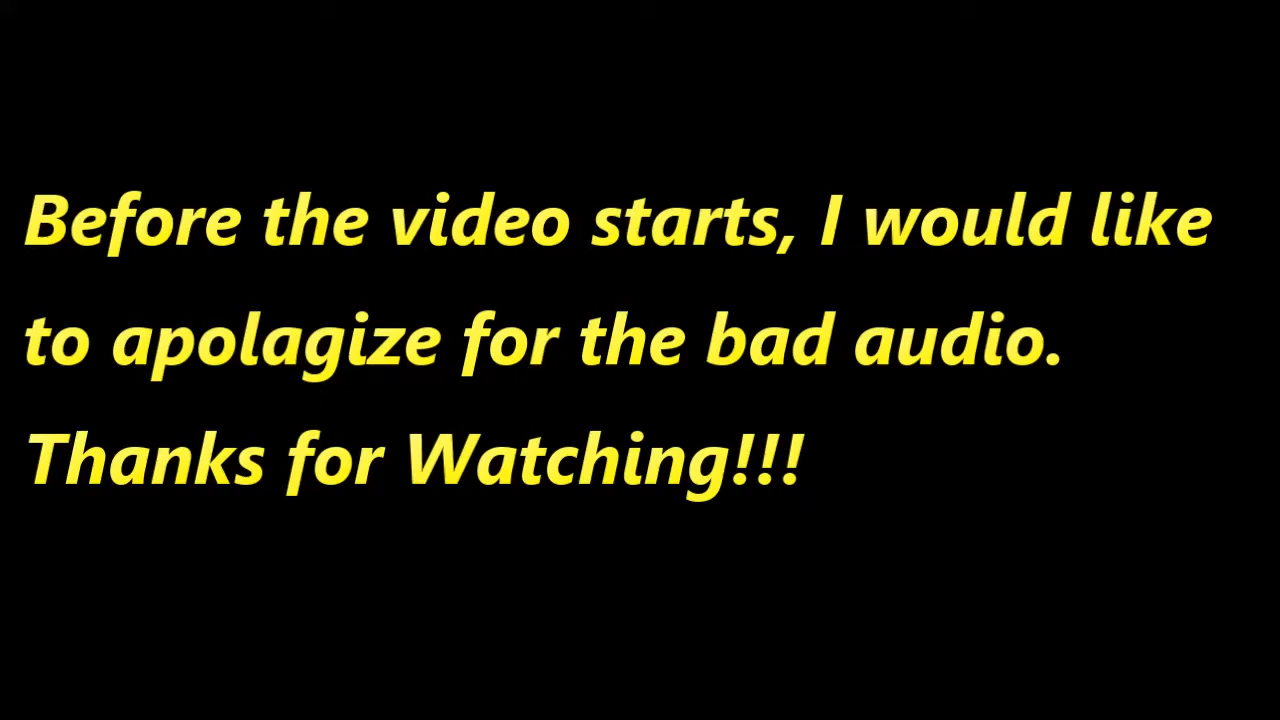 Before the video starts, I would like
to apolagize for the bad audio.
Thanks for Watching!!!